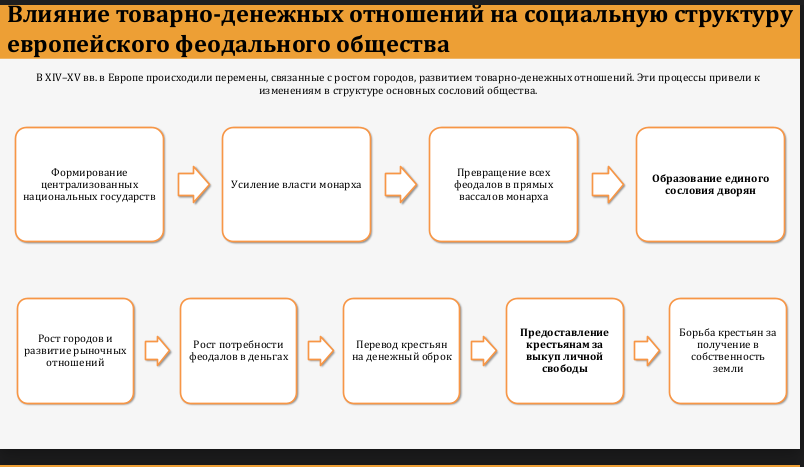 Влияние товарно-денежных отношений на социальную структуру
европейского феодального общества
В XIV–XV вв. в Европе происходили перемены, связанные с ростом городов, развитием товарно-денежных отношений. Эти процессы привели к
изменениям в структуре основных сословий общества.
Формирование
централизованных
национальных государств
Усиление власти монарха
Превращение всех
феодалов в прямых
вассалов монарха
Образование единого
сословия дворян
Рост городов и
развитие рыночных
отношений
Рост потребности
феодалов в деньгах
Перевод крестьян
на денежный оброк
Предоставление
крестьянам за
выкуп личной
свободы
Борьба крестьян за
получение в
собственность
земли